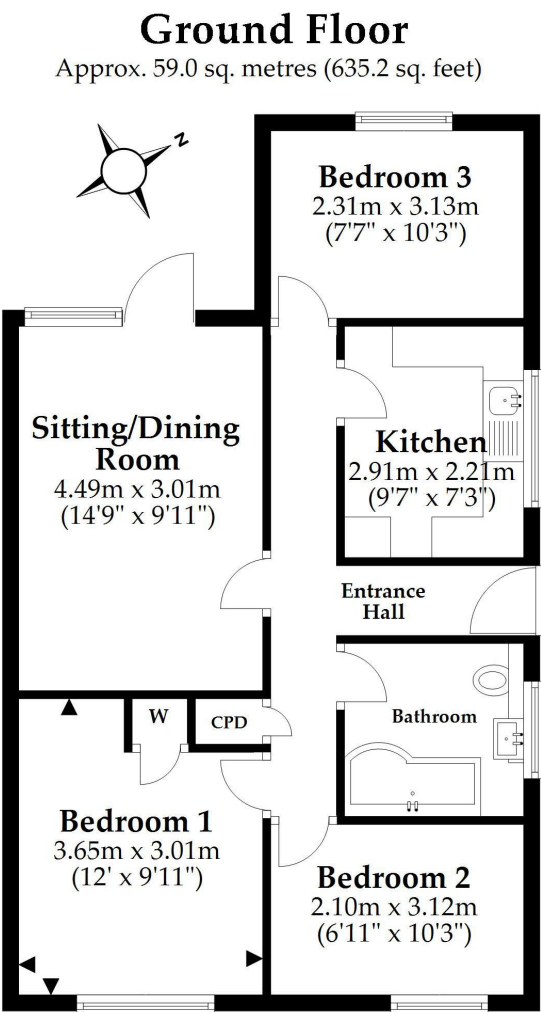 Ground Floor
Approx. 59.0 sq. metres (635.2 sq. feet)
N
Bedroom 3
2.31m x 3.13m
(7'7" x 10'3")
Sitting/Dining
Room
4.49m x 3.01m
(14'9" x 9'11")
Kitchen
2.91m x 2.21m
(9'7" x 7'3")
Entrance
Hall
W
CPD
Bathroom
Bedroom 1
3.65m x 3.01m
(12' x 9'11")
Bedroom 2
2.10m x 3.12m
(6'11" x 10'3")